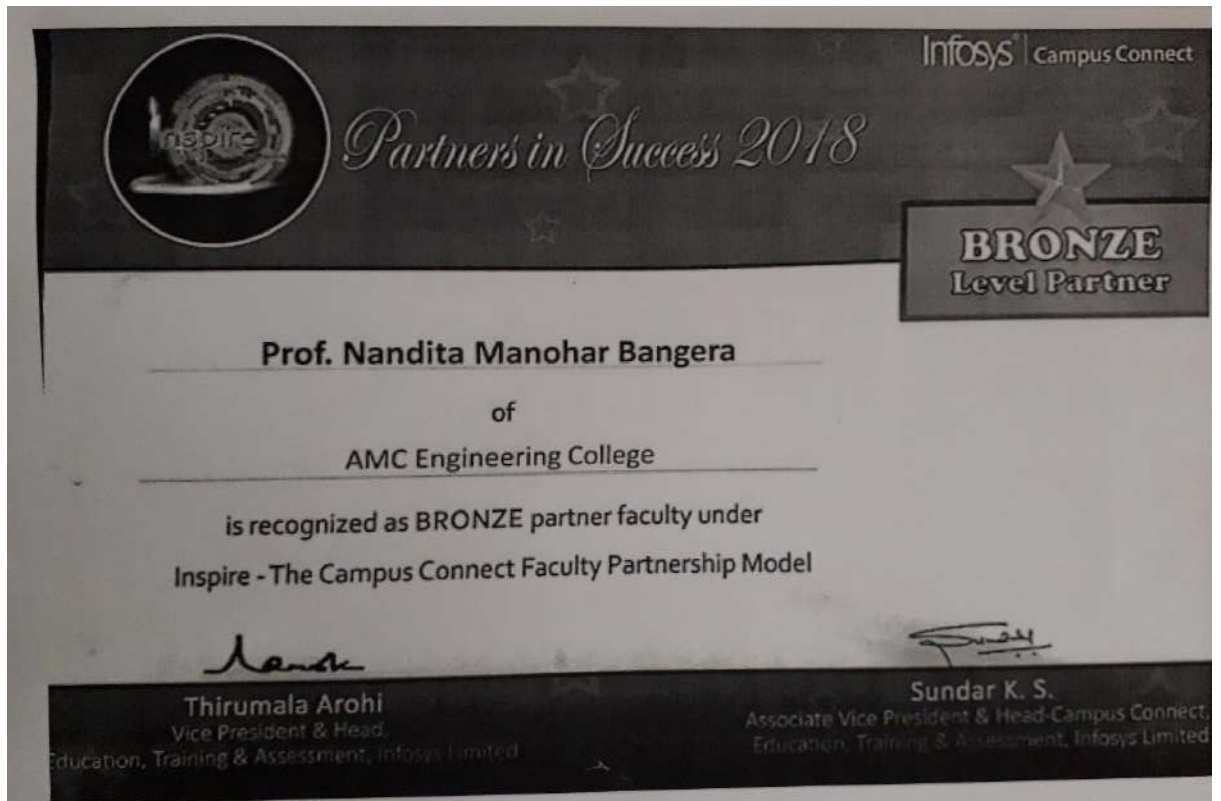 Infosys® | Campus Connect
Inspire
Partners in Success 2018
BRONZE
Level Partner
Prof. Nandita Manohar Bangera
of
AMC Engineering College
is recognized as BRONZE partner faculty under
Inspire - The Campus Connect Faculty Partnership Model
Thirumala Arohi
Vice President & Head,
Education, Training & Assessment, Infosys Limited
Sundar K. S.
Associate Vice President & Head-Campus Connect,
Education, Training & Assessment, Infosys Limited